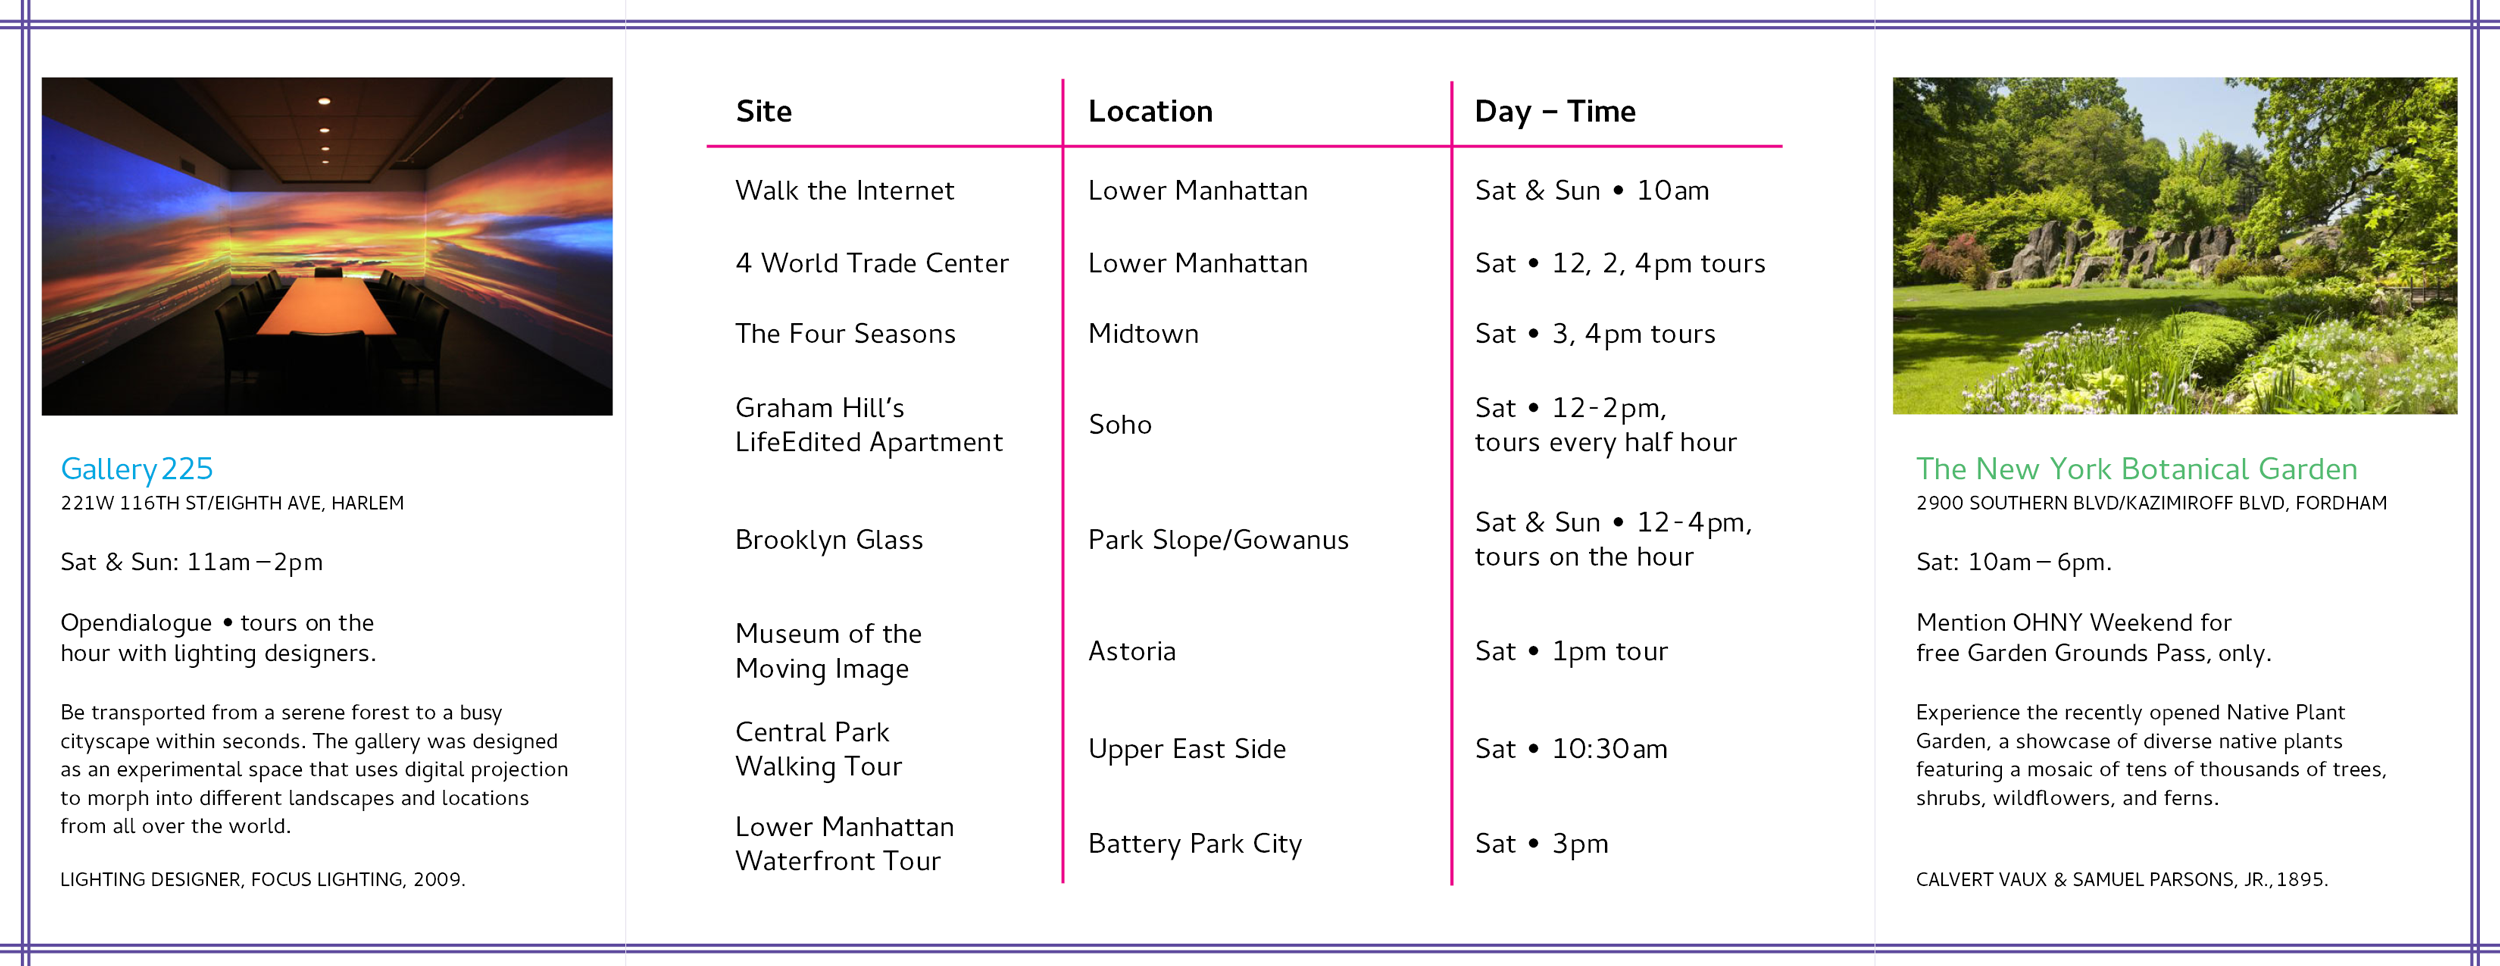 Gallery225
221W 116TH ST/EIGHTH AVE, HARLEM
Sat & Sun: 11am–2pm
Opendialogue • tours on the
hour with lighting designers.
Be transported from a serene forest to a busy
cityscape within seconds. The gallery was designed
as an experimental space that uses digital projection
to morph into different landscapes and locations
from all over the world.
LIGHTING DESIGNER, FOCUS LIGHTING, 2009.
Site Location Day – Time
Walk the Internet Lower Manhattan Sat & Sun • 10am
4 World Trade Center Lower Manhattan Sat • 12, 2, 4pm tours
The Four Seasons Midtown Sat • 3, 4pm tours
Graham Hill’s
LifeEdited Apartment
Soho
Sat • 12-2pm,
tours every half hour
Brooklyn Glass
Park Slope/Gowanus
Sat & Sun • 12-4pm,
tours on the hour
Museum of the
Moving Image
Astoria
Sat • 1pm tour
Central Park
Walking Tour
Upper East Side
Sat • 10:30am
Lower Manhattan
Waterfront Tour
Battery Park City
Sat • 3pm
The New York Botanical Garden
2900 SOUTHERN BLVD/KAZIMIROFF BLVD, FORDHAM
Sat: 10am – 6pm.
Mention OHNY Weekend for
free Garden Grounds Pass, only.
Experience the recently opened Native Plant
Garden, a showcase of diverse native plants
featuring a mosaic of tens of thousands of trees,
shrubs, wildflowers, and ferns.
CALVERT VAUX & SAMUEL PARSONS, JR.,1895.